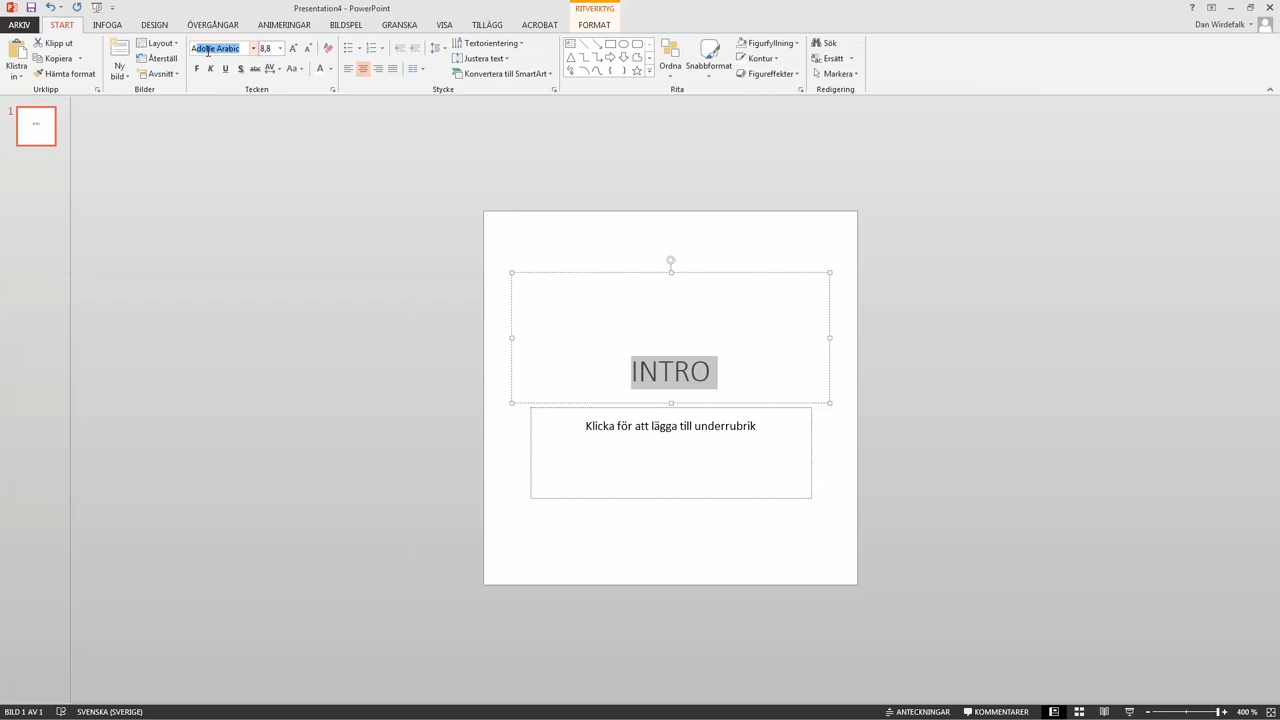 Presentation4 - PowerPoint
RITVERKTYG
ARKIV START INFOGA DESIGN ÖVERGÅNGAR ANIMERINGAR BILDSPEL GRANSKA VISA TILLÄGG ACROBAT FORMAT
Dan Wirdefalk
Klistra in
Klipp ut
Kopiera
Hämta format
Urklipp
Ny bild
Layout
Återställ
Avsnitt
Bilder
Adobe Arabic 8,8
F K U abc AV Aa A
Tecken
Textorientering
Justera text
Konvertera till SmartArt
Stycke
Ordna
Snabbformat
Figurfyllning
Kontur
Figureffekter
Rita
Sök
Ersätt
Markera
Redigering
1
INTRO
Klicka för att lägga till underrubrik
BILD 1 AV 1 SVENSKA (SVERIGE) ANTECKNINGAR KOMMENTARER 400 %